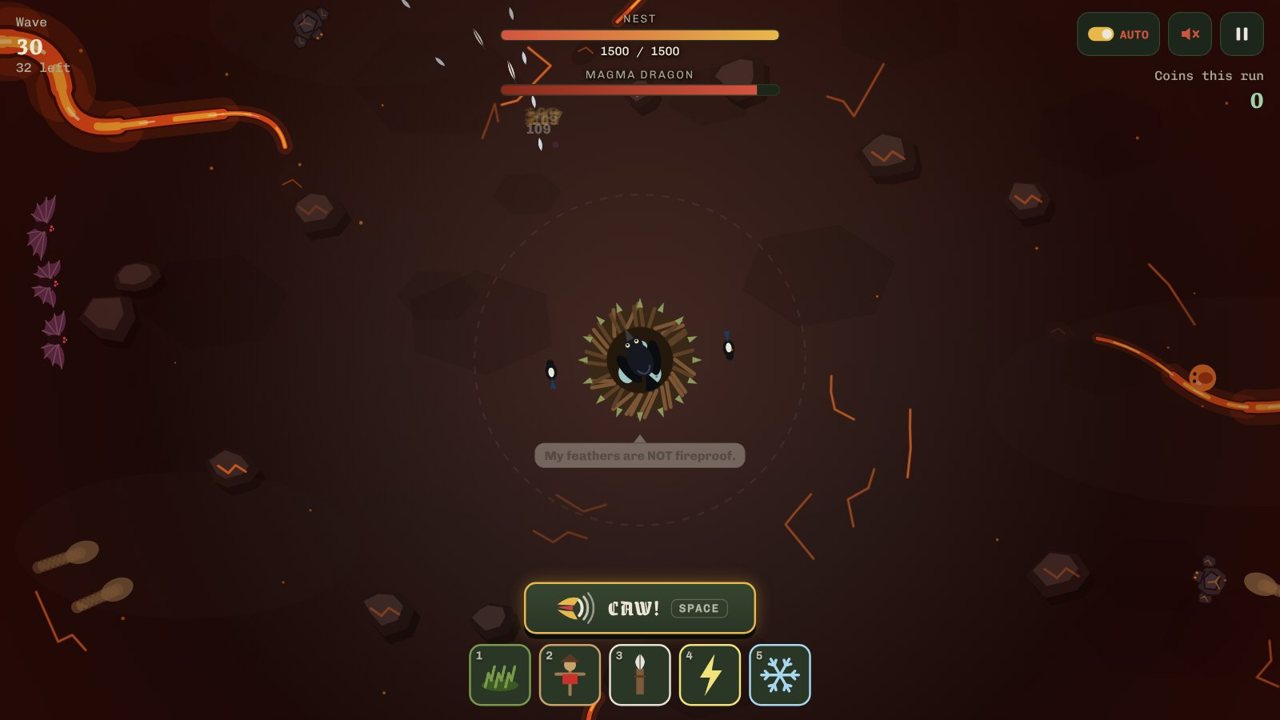 Wave
30
32 left
NEST
1500 / 1500
MAGMA DRAGON
109
AUTO
Coins this run
0
My feathers are NOT fireproof.
CAW! SPACE
1 2 3 4 5